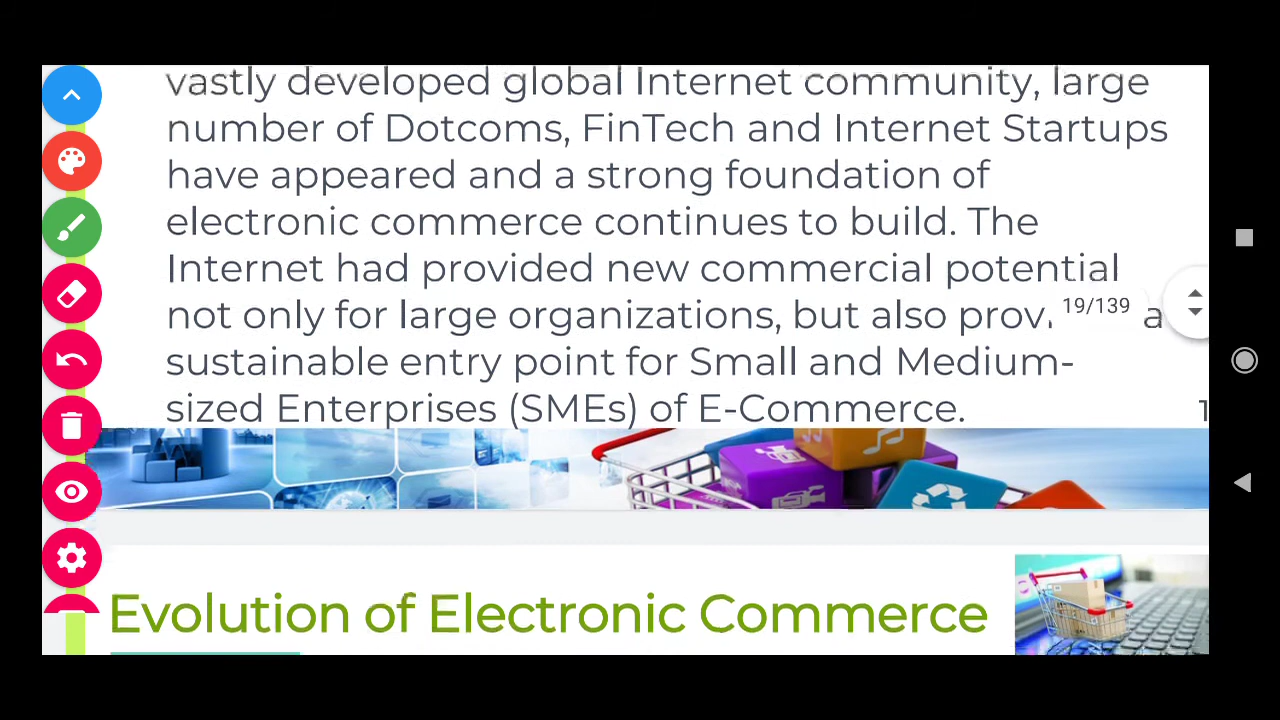 vastly developed global Internet community, large
number of Dotcoms, FinTech and Internet Startups
have appeared and a strong foundation of
electronic commerce continues to build. The
Internet had provided new commercial potential
not only for large organizations, but also a
19/139
sustainable entry point for Small and Medium-
sized Enterprises (SMEs) of E-Commerce.
Evolution of Electronic Commerce